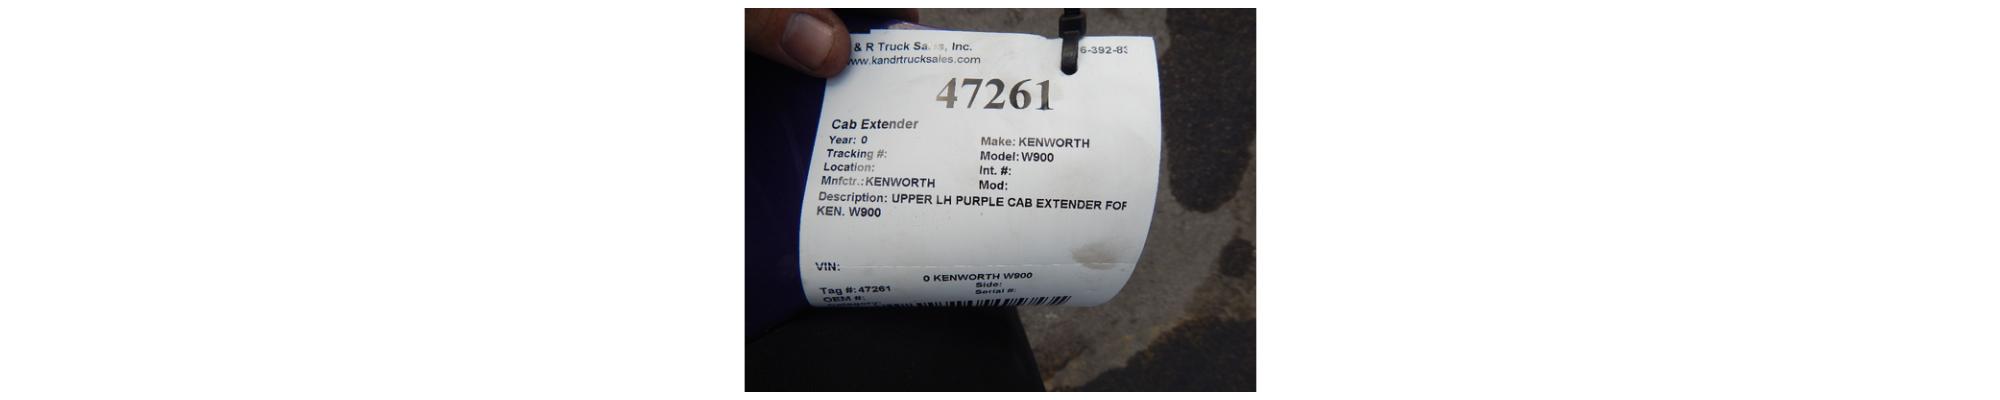 & R Truck Sales, Inc.
6-392-83
www.kandrtrucksales.com
47261
Cab Extender
Year: 0
Make: KENWORTH
Tracking #:
Model: W900
Location:
Int. #:
Mnfctr.: KENWORTH
Mod:
Description: UPPER LH PURPLE CAB EXTENDER FOR
KEN. W900
VIN:
0 KENWORTH W900
Tag #: 47261
Side:
OEM #:
Serial #:
Category: